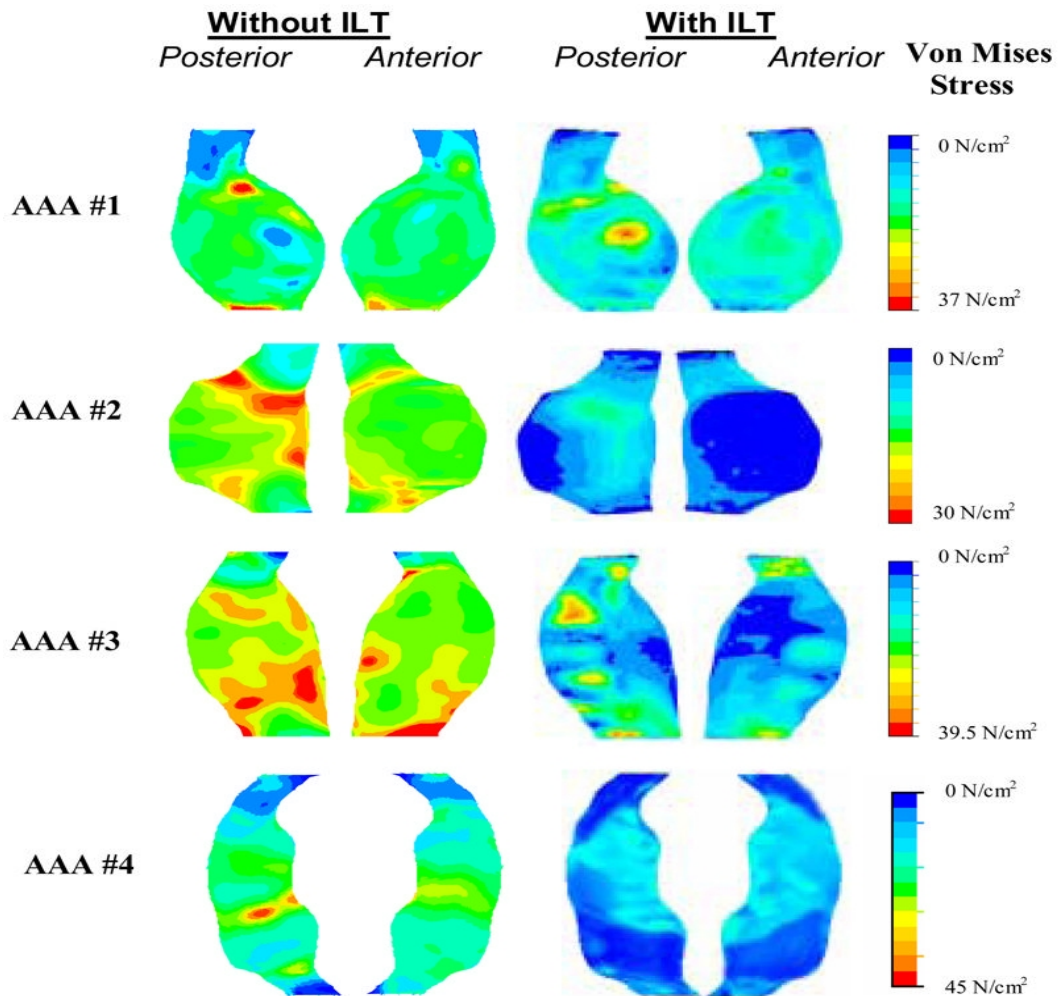 Without ILT With ILT
Posterior Anterior Posterior Anterior Von Mises
Stress
AAA #1
0 N/cm²
37 N/cm²
AAA #2
0 N/cm²
30 N/cm²
AAA #3
0 N/cm²
39.5 N/cm²
AAA #4
0 N/cm²
45 N/cm²